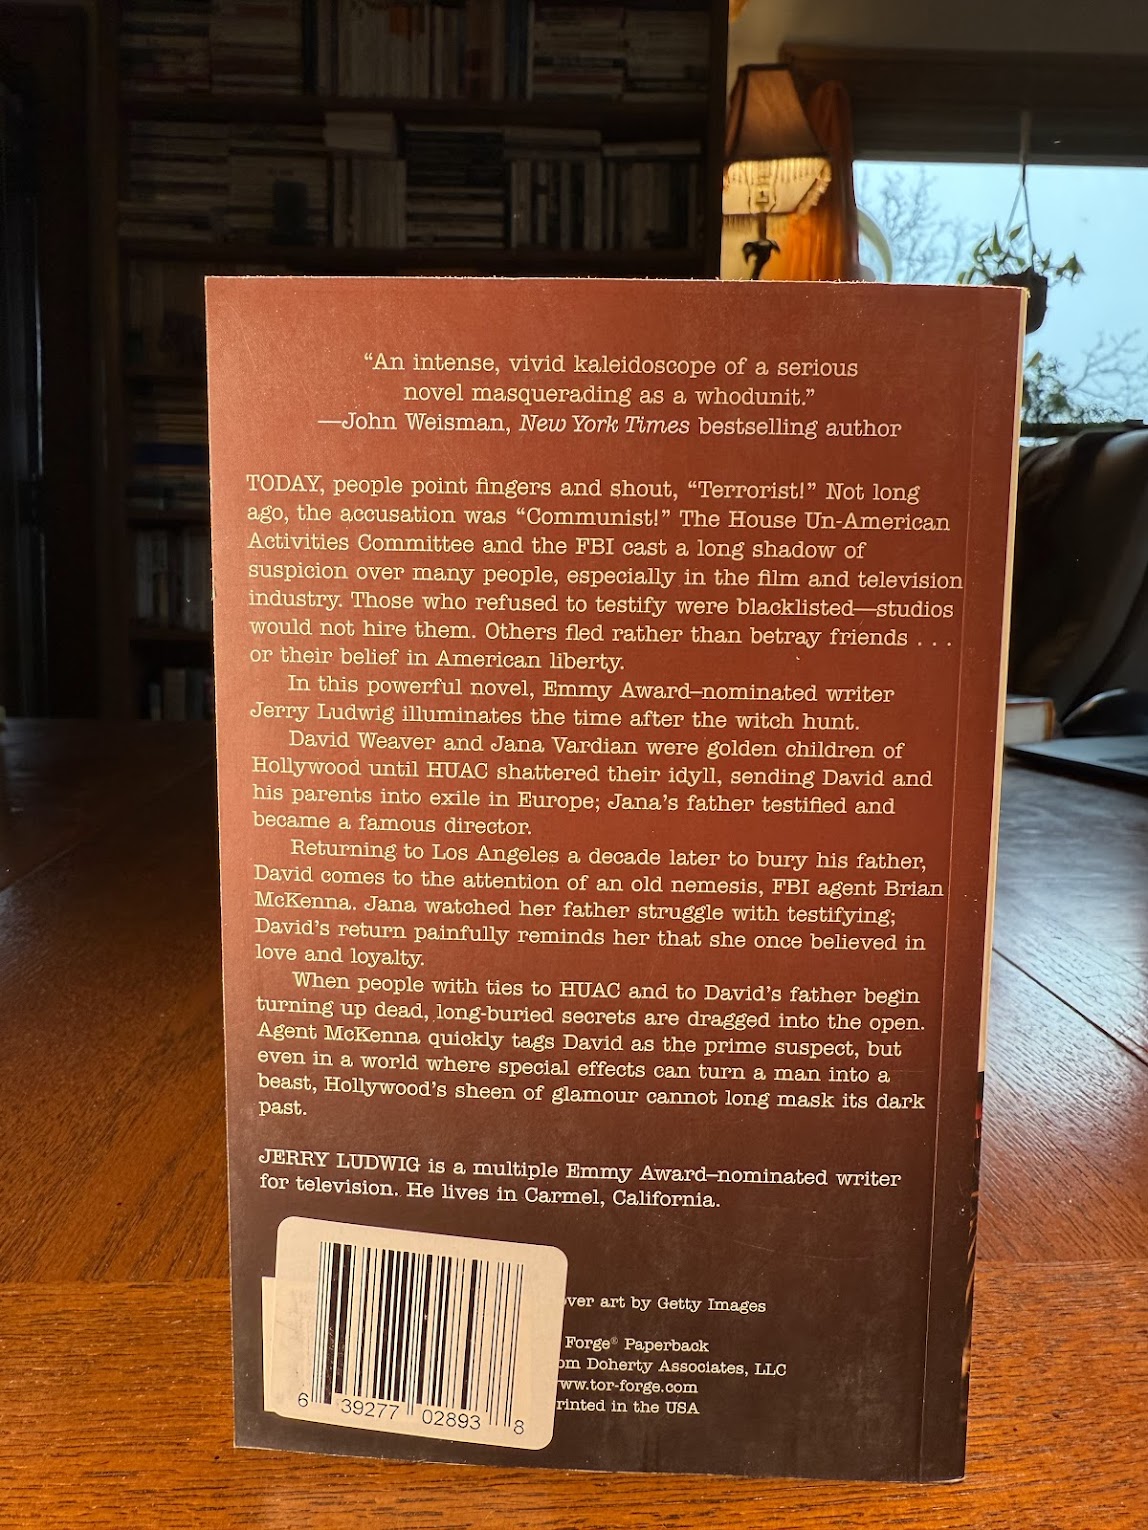 “An intense, vivid kaleidoscope of a serious
novel masquerading as a whodunit.”
—John Weisman, New York Times bestselling author
TODAY, people point fingers and shout, “Terrorist!” Not long
ago, the accusation was “Communist!” The House Un-American
Activities Committee and the FBI cast a long shadow of
suspicion over many people, especially in the film and television
industry. Those who refused to testify were blacklisted—studios
would not hire them. Others fled rather than betray friends . . .
or their belief in American liberty.
In this powerful novel, Emmy Award–nominated writer
Jerry Ludwig illuminates the time after the witch hunt.
David Weaver and Jana Vardian were golden children of
Hollywood until HUAC shattered their idyll, sending David and
his parents into exile in Europe; Jana’s father testified and
became a famous director.
Returning to Los Angeles a decade later to bury his father,
David comes to the attention of an old nemesis, FBI agent Brian
McKenna. Jana watched her father struggle with testifying;
David’s return painfully reminds her that she once believed in
love and loyalty.
When people with ties to HUAC and to David’s father begin
turning up dead, long-buried secrets are dragged into the open.
Agent McKenna quickly tags David as the prime suspect, but
even in a world where special effects can turn a man into a
beast, Hollywood’s sheen of glamour cannot long mask its dark
past.
JERRY LUDWIG is a multiple Emmy Award–nominated writer
for television. He lives in Carmel, California.
ver art by Getty Images
Forge® Paperback
om Doherty Associates, LLC
ww.tor-forge.com
rinted in the USA
6 39277 02893 8